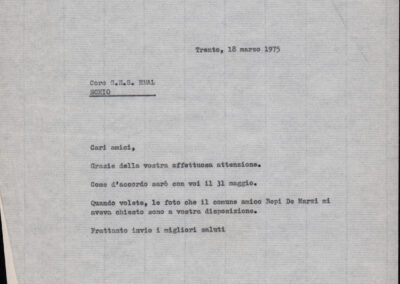 Trento, 18 marzo 1975
Coro G.E.S. ENAL
SCHIO
Cari amici,
Grazie della vostra affettuosa attenzione.
Come d'accordo sarò con voi il 31 maggio.
Quando volete, le foto che il comune amico Bepi De Marzi mi
aveva chiesto sono a vostra disposizione.
Frattanto invio i migliori saluti